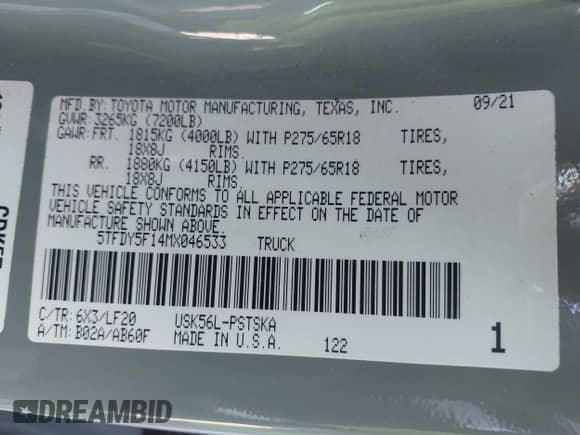 MFD.BY: TOYOTA MOTOR MANUFACTURING, TEXAS, INC. 09/21
GVWR: 3265KG (7200LB)
GAWR: FRT. 1815KG (4000LB) WITH P275/65R18 TIRES,
18X8J RIMS.
RR. 1880KG (4150LB) WITH P275/65R18 TIRES,
18X8J RIMS.
THIS VEHICLE CONFORMS TO ALL APPLICABLE FEDERAL MOTOR
VEHICLE SAFETY STANDARDS IN EFFECT ON THE DATE OF
MANUFACTURE SHOWN ABOVE.
5TFDY5F14MX046533 TRUCK
C/TR: 6X3/LF20 USK56L-PSTSKA
A/TM: B02A/AB60F MADE IN U.S.A. 122 1
DREAMBID